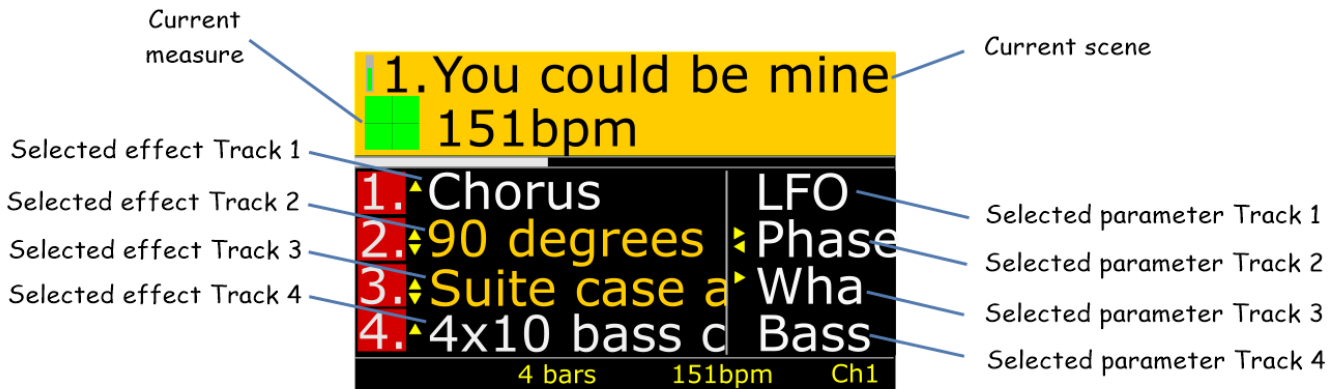 Current
measure
Current scene
1.You could be mine
151bpm
Selected effect Track 1
Selected effect Track 2
Selected effect Track 3
Selected effect Track 4
1. Chorus LFO
2. 90 degrees Phase
3. Suite case a Wha
4. 4x10 bass c Bass
4 bars 151bpm Ch1
Selected parameter Track 1
Selected parameter Track 2
Selected parameter Track 3
Selected parameter Track 4